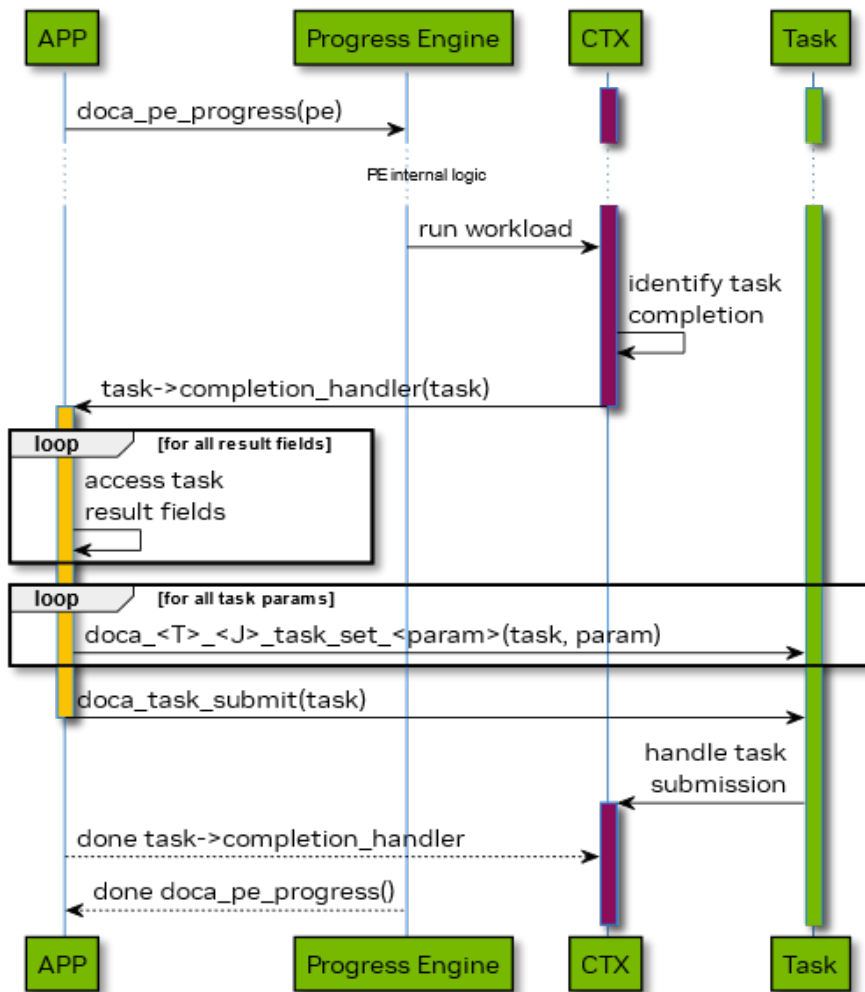 APP
Progress Engine
CTX
Task
doca_pe_progress(pe)
PE internal logic
run workload
identify task
completion
task->completion_handler(task)
loop
[for all result fields]
access task
result fields
loop
[for all task params]
doca_<T>_<J>_task_set_<param>(task, param)
doca_task_submit(task)
handle task
submission
done task->completion_handler
done doca_pe_progress()
APP
Progress Engine
CTX
Task